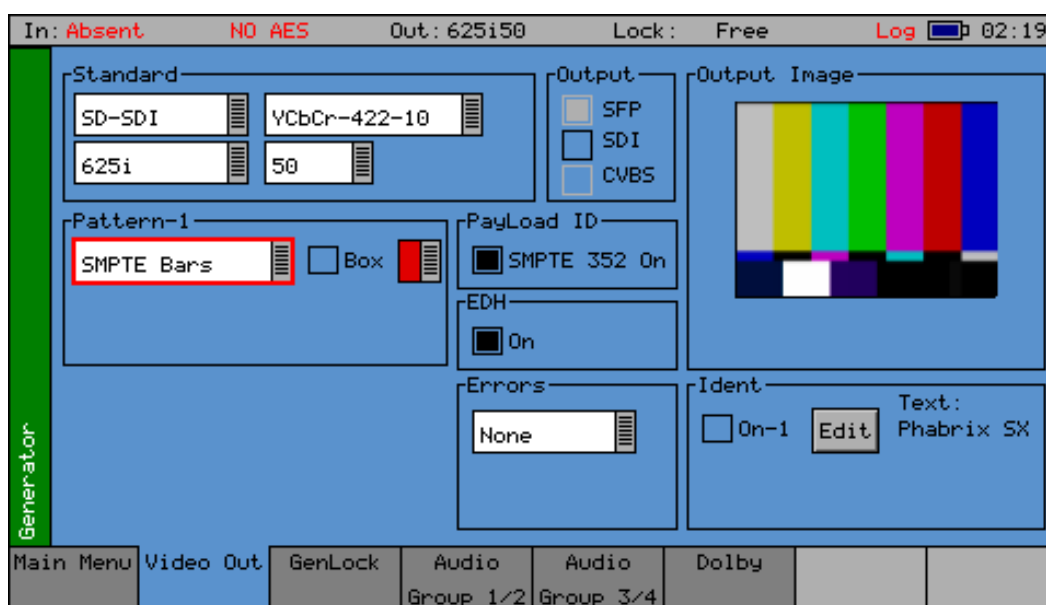 In: Absent NO AES Out: 625i50 Lock: Free Log 02:19
Standard
SD-SDI YCbCr-422-10
625i 50
Output
SFP
SDI
CVBS
Output Image
Pattern-1
SMPTE Bars Box
PayLoad ID
SMPTE 352 On
EDH
On
Errors
None
Ident
On-1 Edit Text:
Phabrix SX
Generator
Main Menu Video Out GenLock Audio Group 1/2 Audio Group 3/4 Dolby